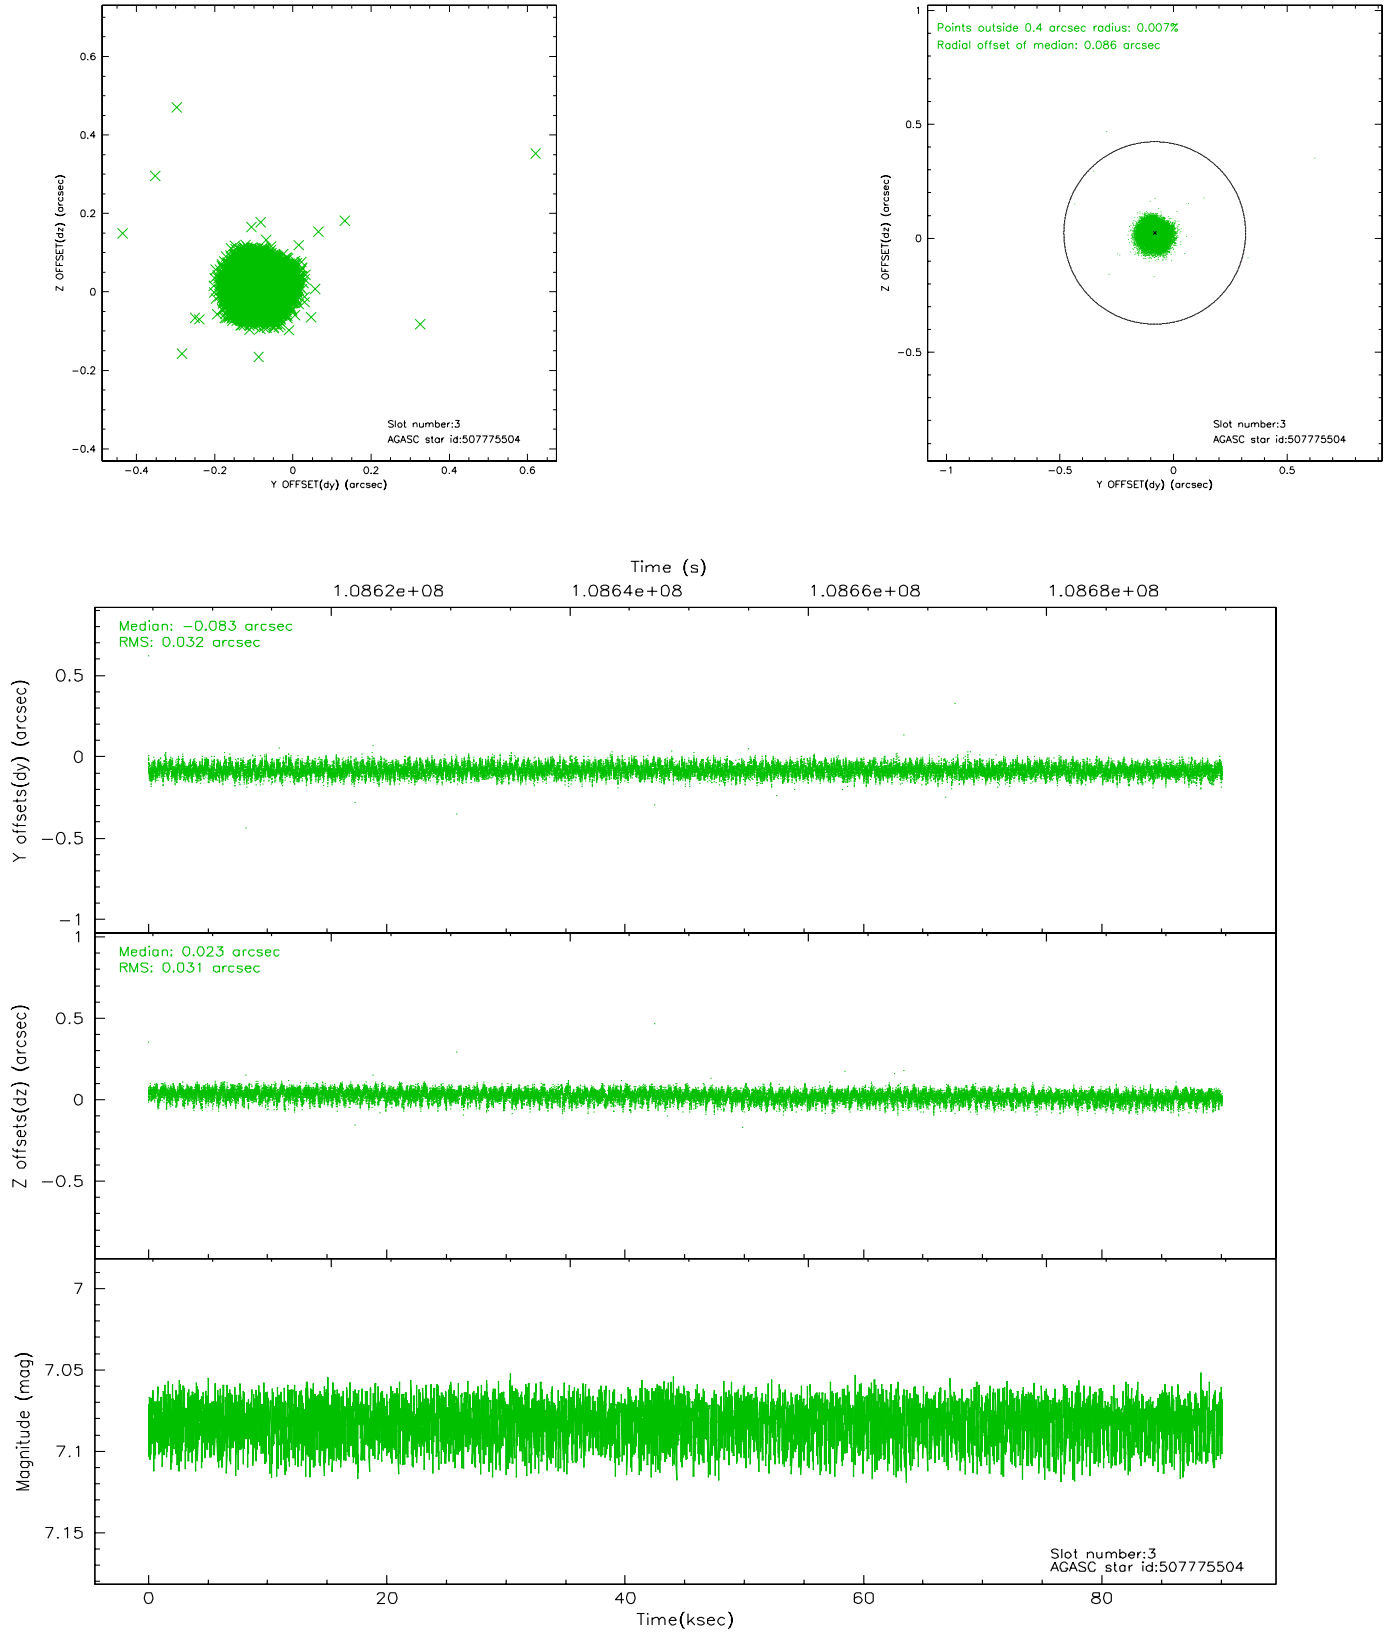 0.6
0.4
0.2
0
−0.2
−0.4
Z OFFSET(dz) (arcsec)
−0.4 −0.2 0 0.2 0.4 0.6
Y OFFSET(dy) (arcsec)
Slot number:3
AGASC star id:507775504
Points outside 0.4 arcsec radius: 0.007%
Radial offset of median: 0.086 arcsec
1
0.5
0
−0.5
Z OFFSET(dz) (arcsec)
−1 −0.5 0 0.5
Y OFFSET(dy) (arcsec)
Slot number:3
AGASC star id:507775504
Time (s)
1.0862e+08 1.0864e+08 1.0866e+08 1.0868e+08
Median: −0.083 arcsec
RMS: 0.032 arcsec
0.5
0
−0.5
−1
Y offsets(dy) (arcsec)
Median: 0.023 arcsec
RMS: 0.031 arcsec
1
0.5
0
−0.5
Z offsets(dz) (arcsec)
7
7.05
7.1
7.15
Magnitude (mag)
Slot number:3
AGASC star id:507775504
0 20 40 60 80
Time(ksec)